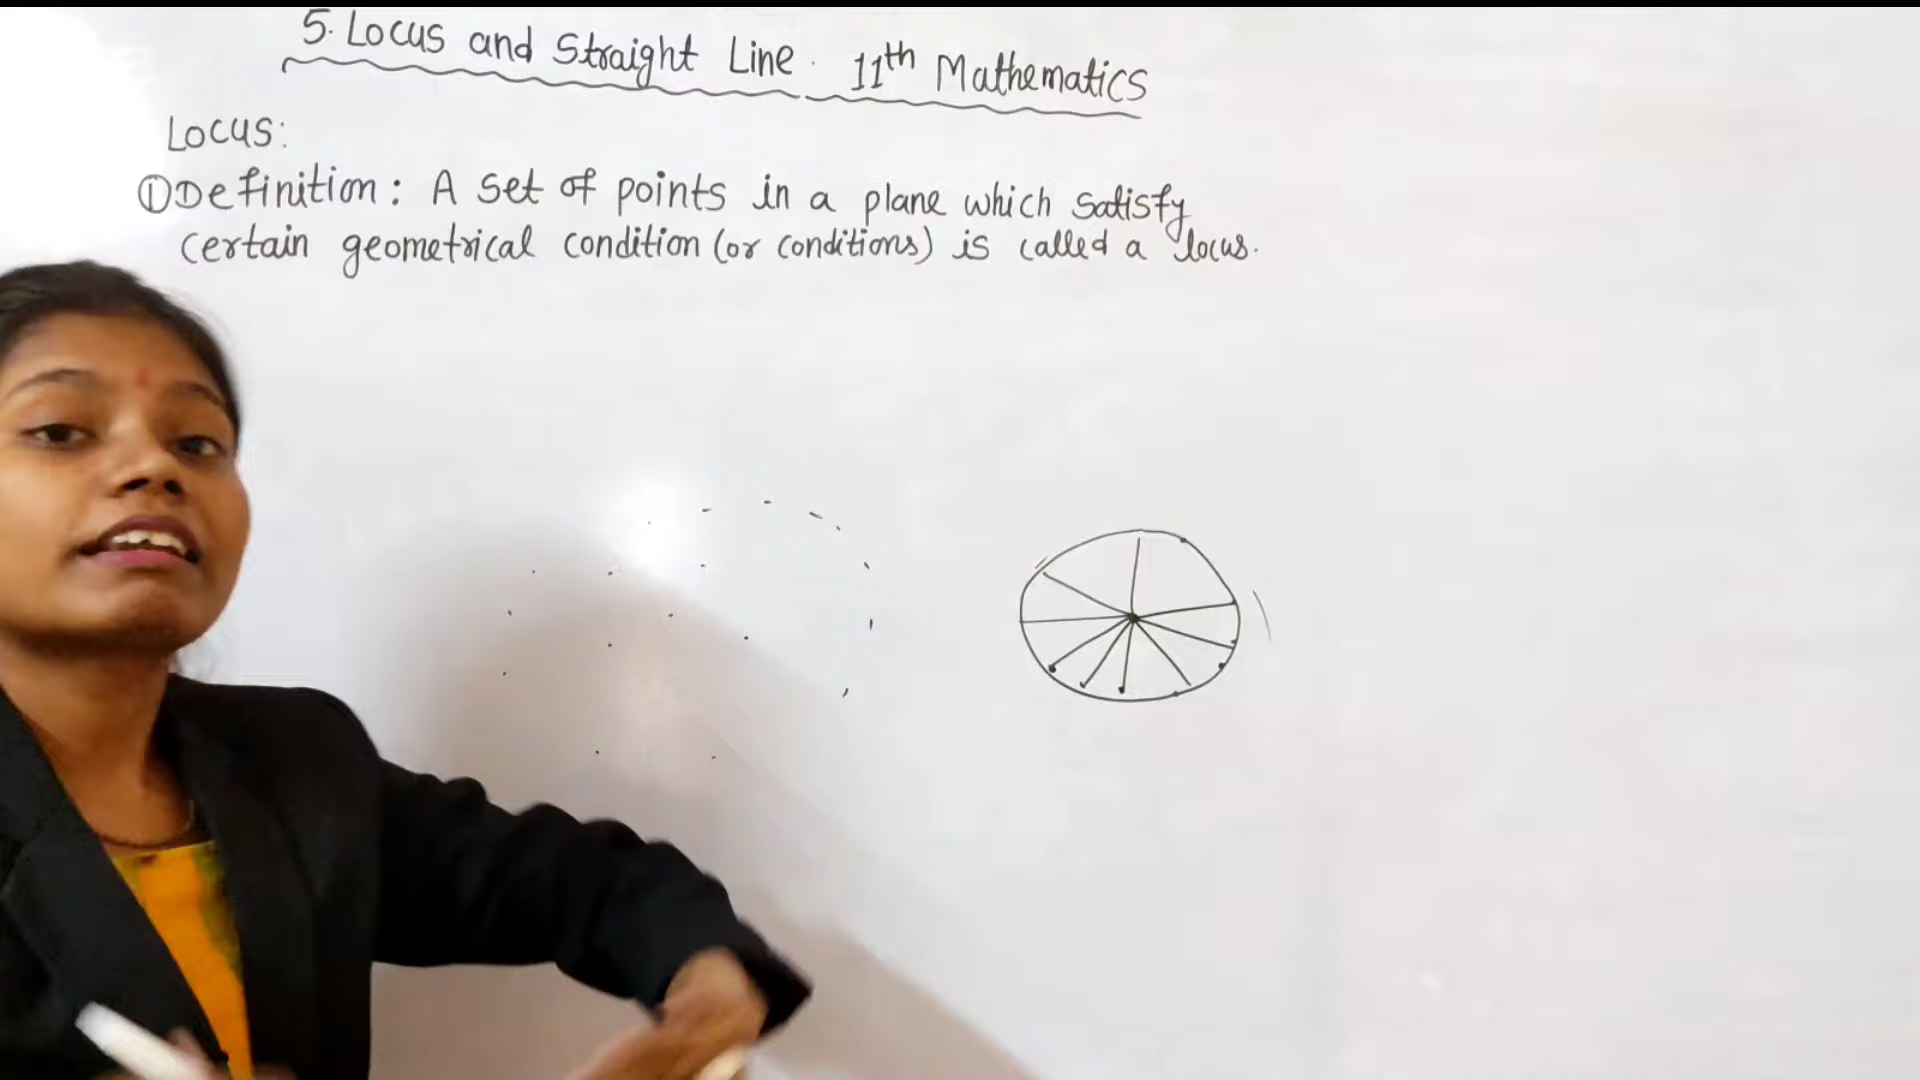 5. Locus and Straight Line. 11th Mathematics
Locus:
① Definition: A set of points in a plane which satisfy
certain geometrical condition (or conditions) is called a locus.